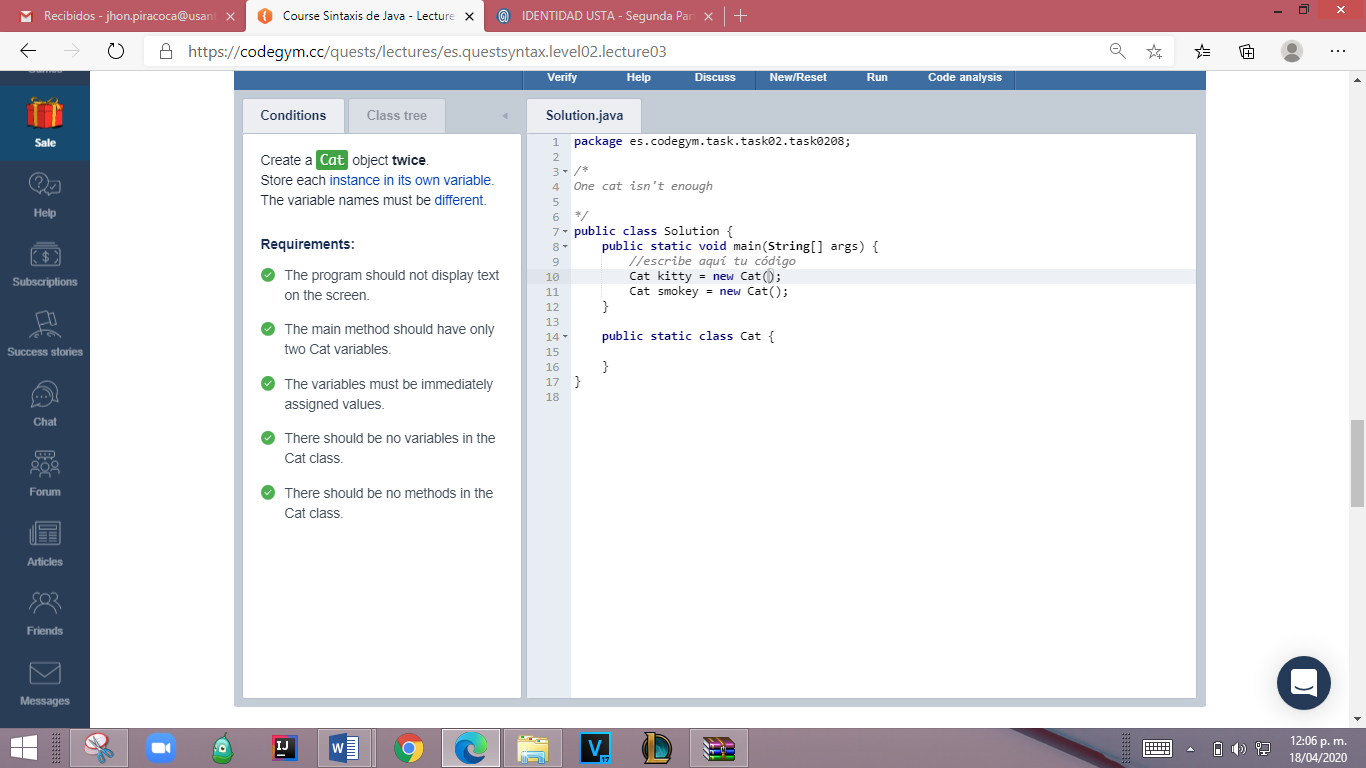 Recibidos - jhon.piracoca@usant
Course Sintaxis de Java - Lecture
IDENTIDAD USTA - Segunda Par
https://codegym.cc/quests/lectures/es.questsyntax.level02.lecture03
Games
Sale
Help
Subscriptions
Success stories
Chat
Forum
Articles
Friends
Messages
Verify Help Discuss New/Reset Run Code analysis
Conditions Class tree
Create a Cat object twice.
Store each instance in its own variable.
The variable names must be different.
Requirements:
The program should not display text
on the screen.
The main method should have only
two Cat variables.
The variables must be immediately
assigned values.
There should be no variables in the
Cat class.
There should be no methods in the
Cat class.
Solution.java
1 package es.codegym.task.task02.task0208;
2
3 /*
4 One cat isn't enough
5
6 */
7 public class Solution {
8 public static void main(String[] args) {
9 //escribe aquí tu código
10 Cat kitty = new Cat();
11 Cat smokey = new Cat();
12 }
13
14 public static class Cat {
15
16 }
17 }
18
12:06 p. m.
18/04/2020